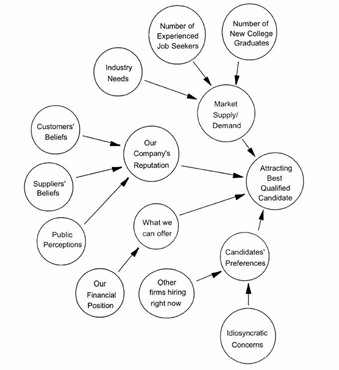 Number of
Experienced
Job Seekers
Number of
New College
Graduates
Industry
Needs
Market
Supply/
Demand
Customers'
Beliefs
Our
Company's
Reputation
Attracting
Best
Qualified
Candidate
Suppliers'
Beliefs
Public
Perceptions
What we
can offer
Candidates'
Preferences
Our
Financial
Position
Other
firms hiring
right now
Idiosyncratic
Concerns